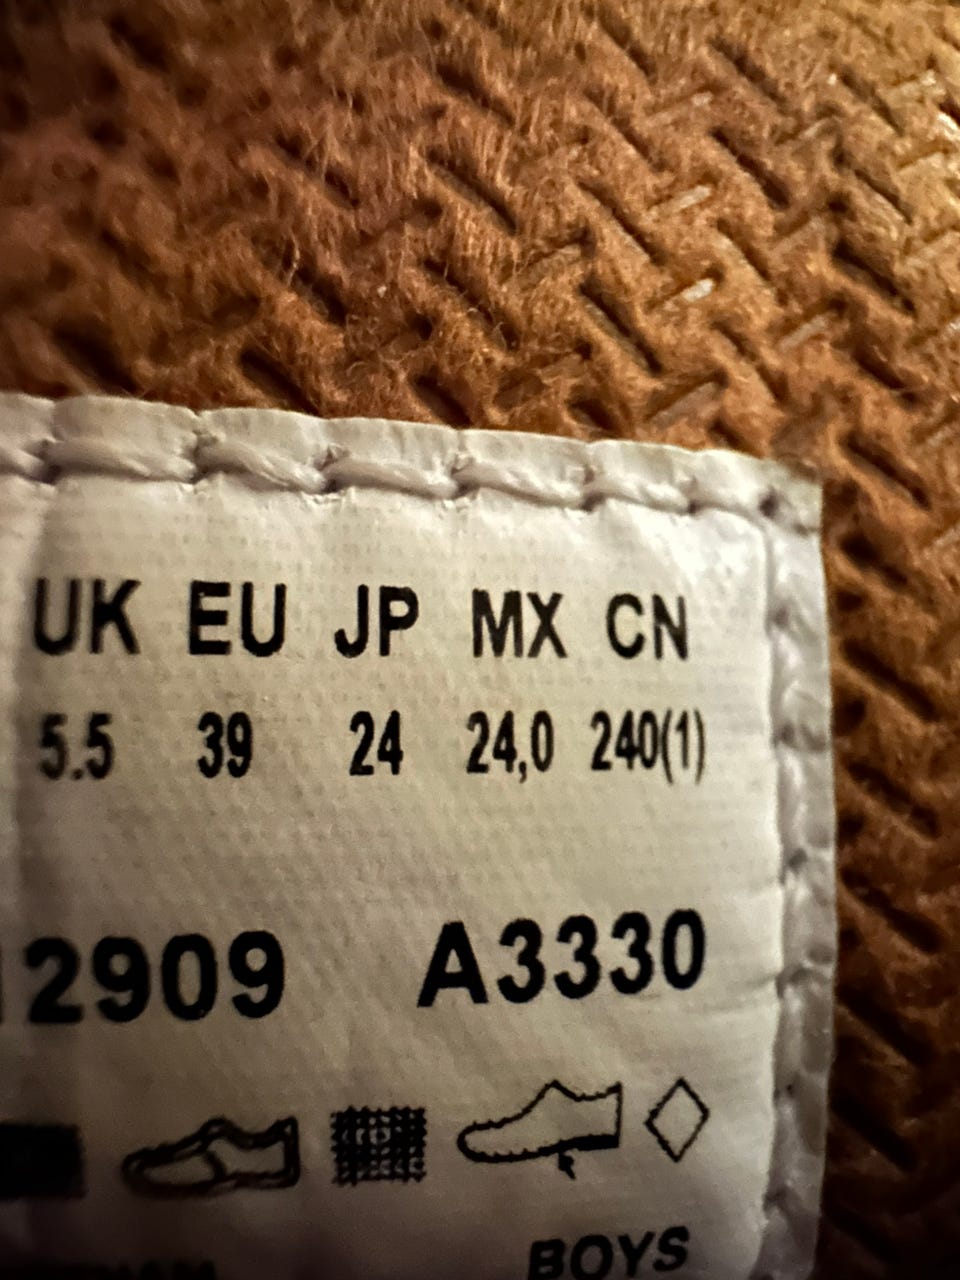 UK EU JP MX CN
5.5 39 24 24,0 240(1)
2909 A3330
BOYS